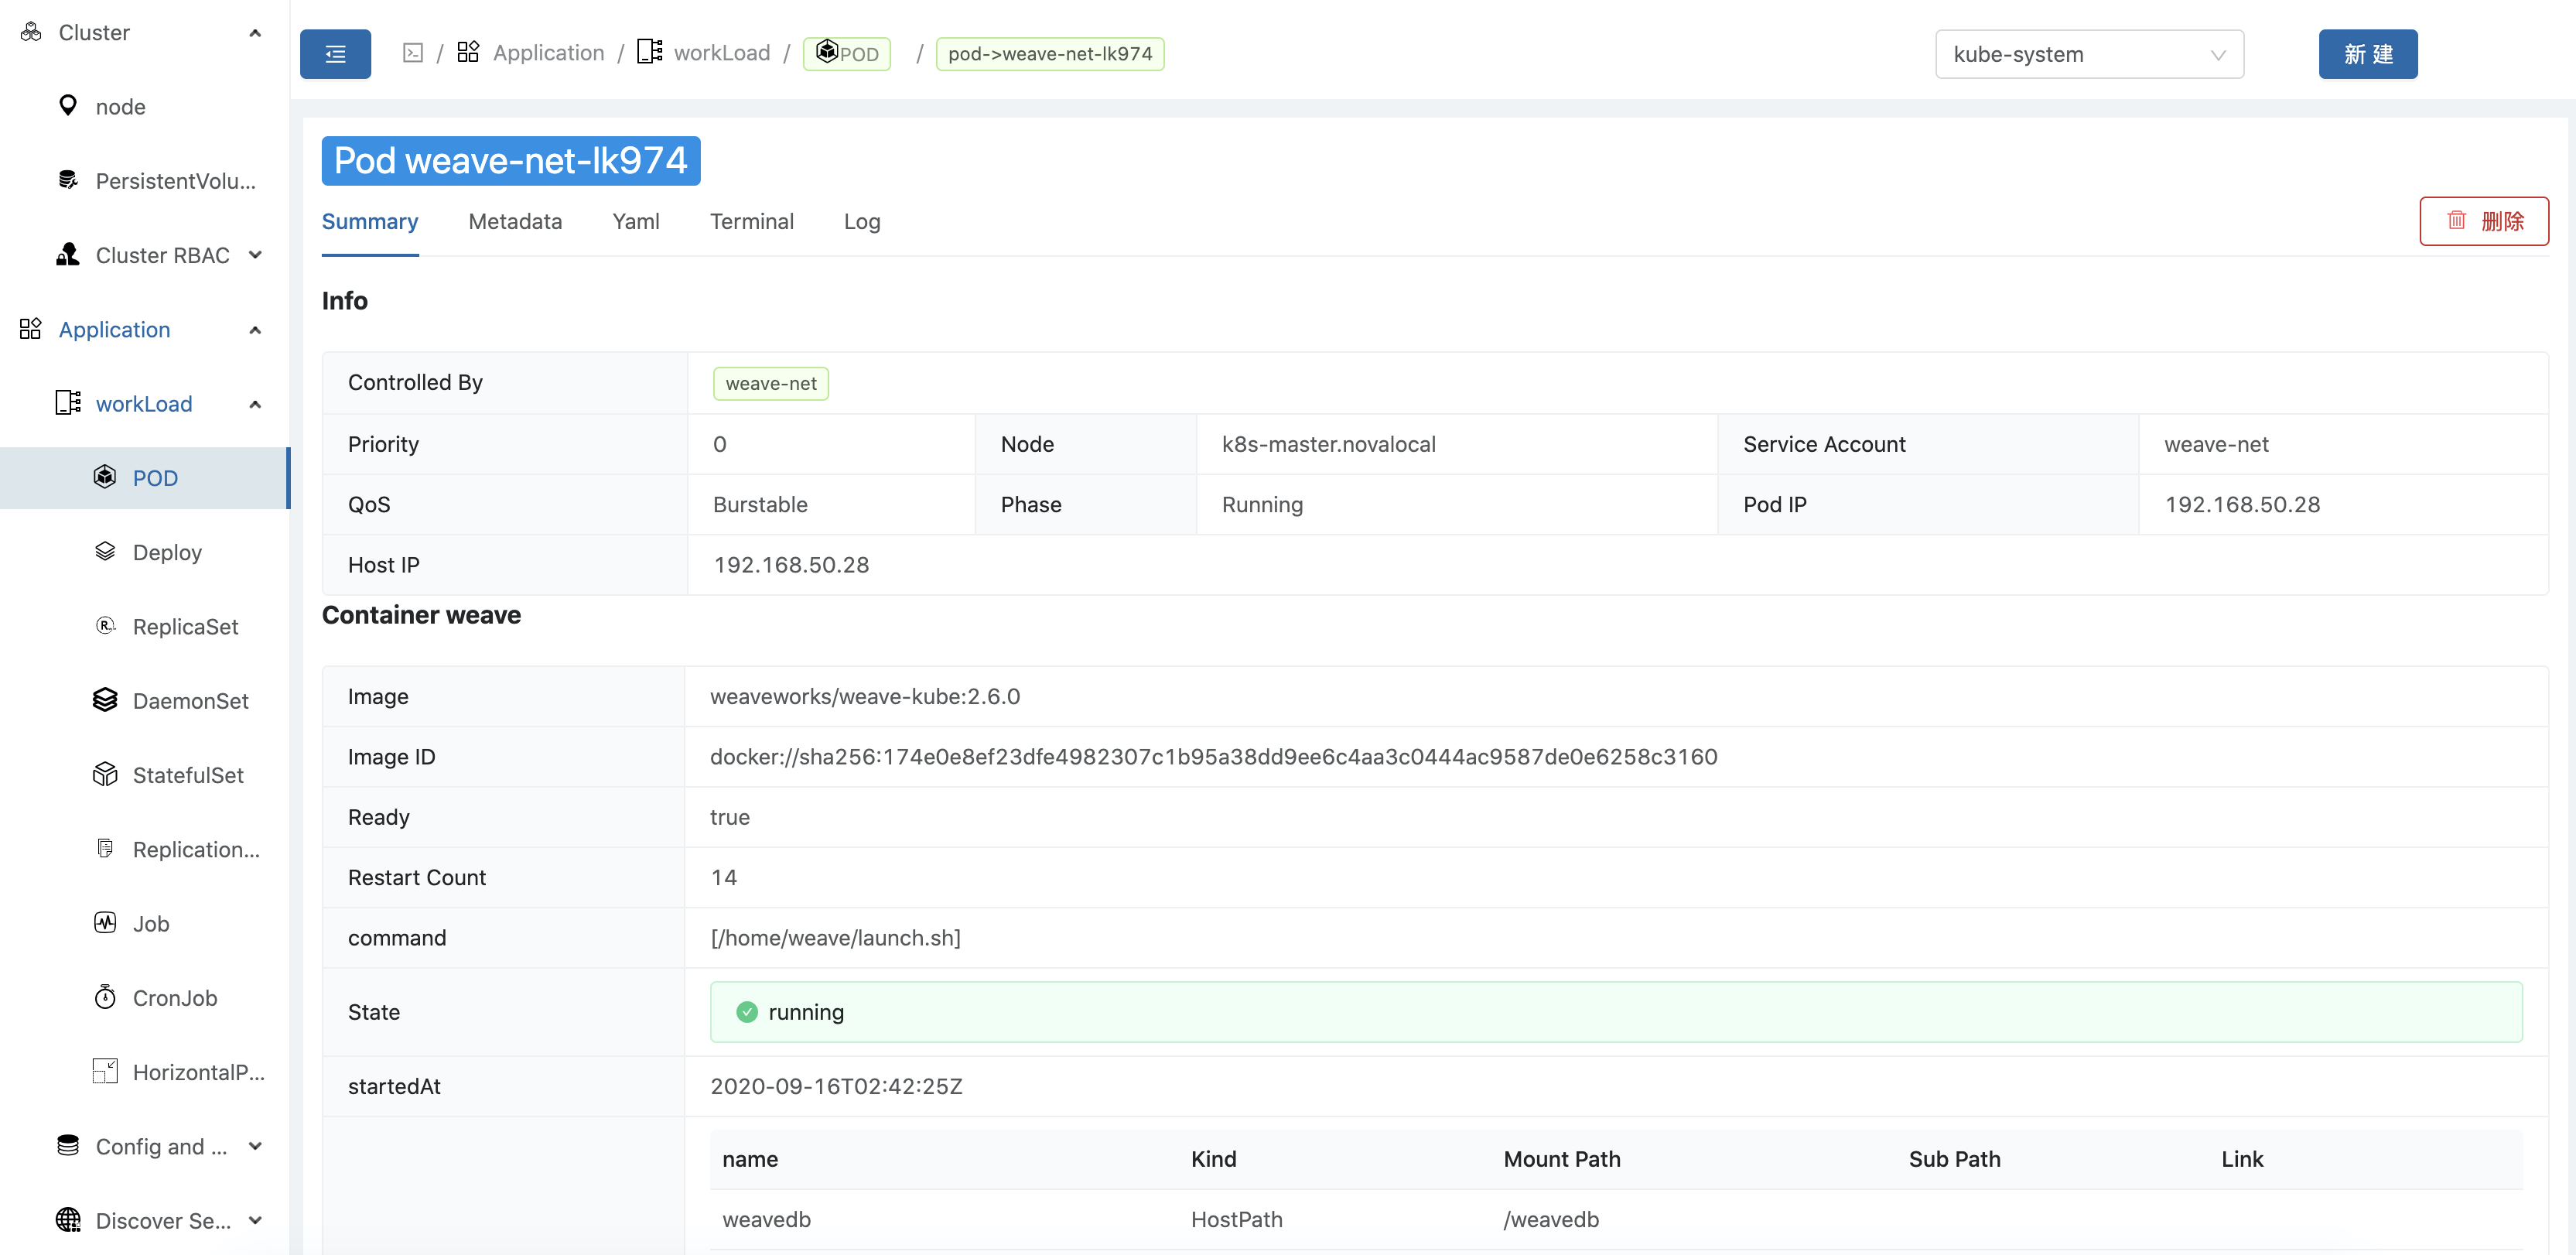 Cluster
node
PersistentVolu...
Cluster RBAC
Application
workLoad
POD
Deploy
ReplicaSet
DaemonSet
StatefulSet
Replication...
Job
CronJob
HorizontalP...
Config and ...
Discover Se...
/ Application / workLoad / POD / pod->weave-net-lk974
kube-system
新 建
Pod weave-net-lk974
Summary Metadata Yaml Terminal Log
删除
Info
Controlled By weave-net
Priority 0 Node k8s-master.novalocal Service Account weave-net
QoS Burstable Phase Running Pod IP 192.168.50.28
Host IP 192.168.50.28
Container weave
Image weaveworks/weave-kube:2.6.0
Image ID docker://sha256:174e0e8ef23dfe4982307c1b95a38dd9ee6c4aa3c0444ac9587de0e6258c3160
Ready true
Restart Count 14
command [/home/weave/launch.sh]
State running
startedAt 2020-09-16T02:42:25Z
name Kind Mount Path Sub Path Link
weavedb HostPath /weavedb